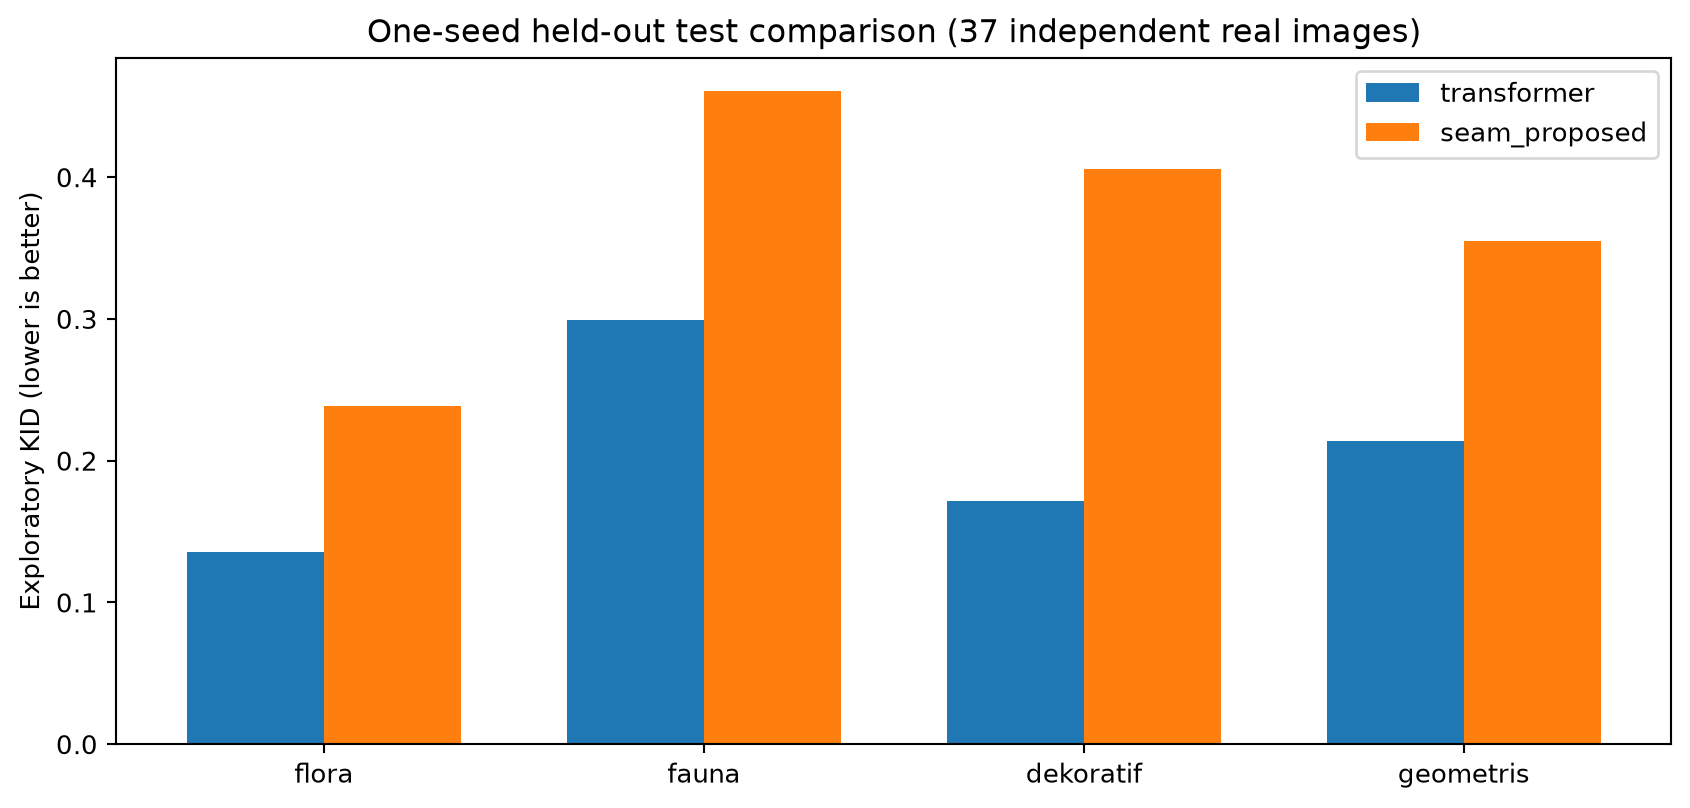 One-seed held-out test comparison (37 independent real images)
transformer
seam_proposed
Exploratory KID (lower is better)
0.4
0.3
0.2
0.1
0.0
flora
fauna
dekoratif
geometris